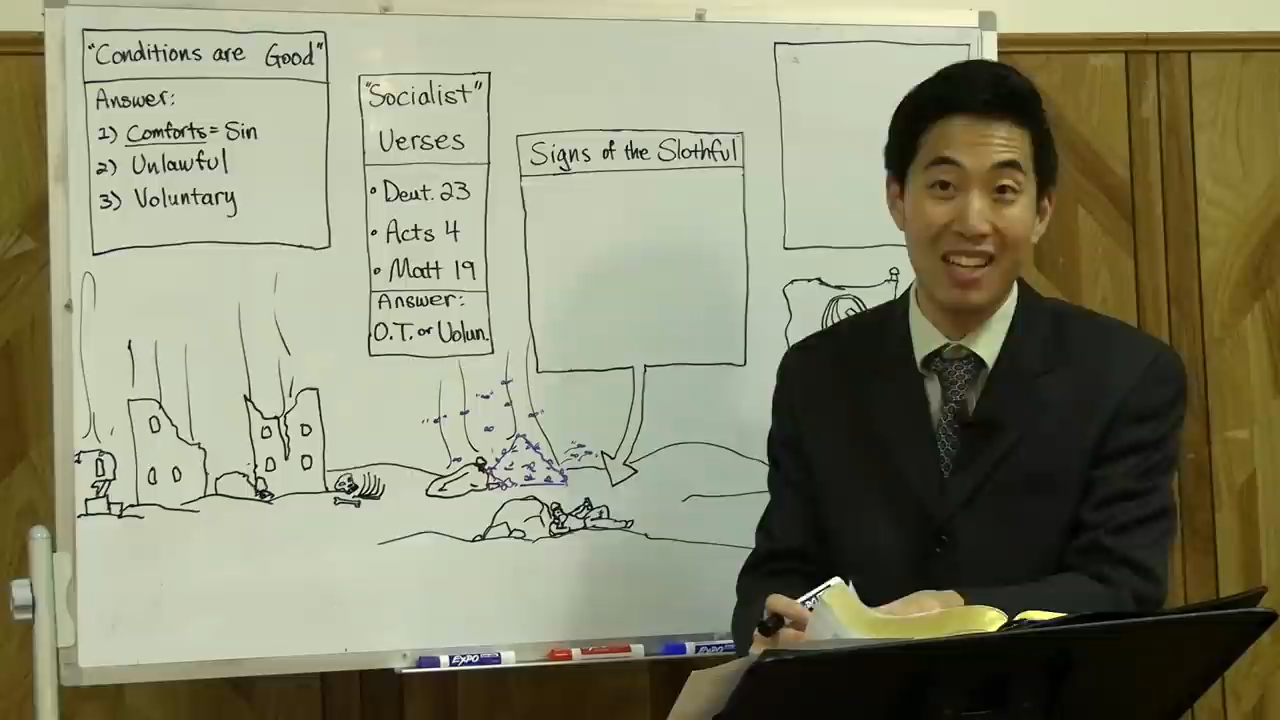 "Conditions are Good"
Answer:
1) Comforts = Sin
2) Unlawful
3) Voluntary
"Socialist"
Verses
• Deut. 23
• Acts 4
• Matt 19
Answer:
O.T. or Volun.
Signs of the Slothful
EXPO
EXPO